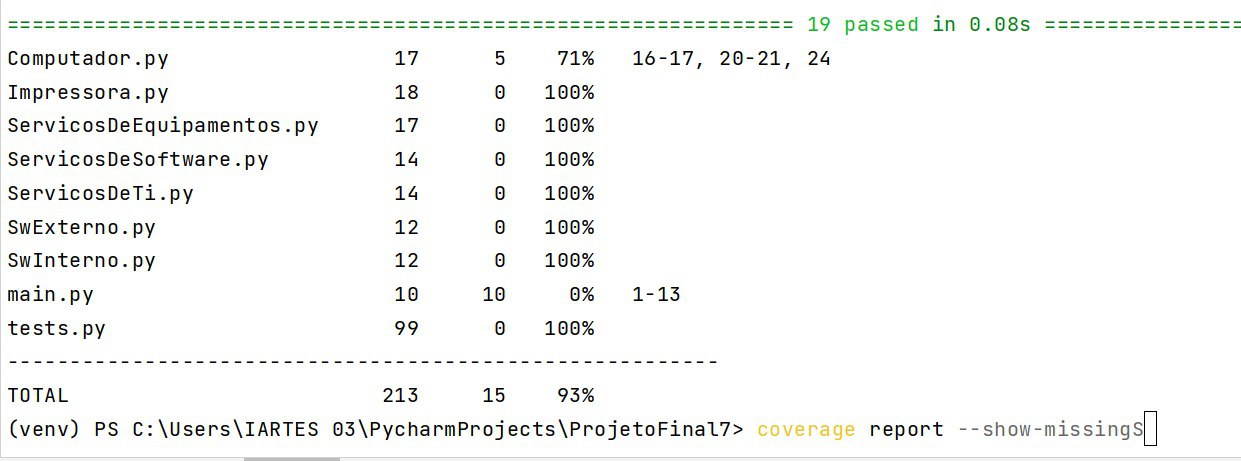 ============================================================== 19 passed in 0.08s ================
Computador.py 17 5 71% 16-17, 20-21, 24
Impressora.py 18 0 100%
ServicosDeEquipamentos.py 17 0 100%
ServicosDeSoftware.py 14 0 100%
ServicosDeTi.py 14 0 100%
SwExterno.py 12 0 100%
SwInterno.py 12 0 100%
main.py 10 10 0% 1-13
tests.py 99 0 100%
---------------------------------------------------------
TOTAL 213 15 93%
(venv) PS C:\Users\IARTES 03\PycharmProjects\ProjetoFinal7> coverage report --show-missingS